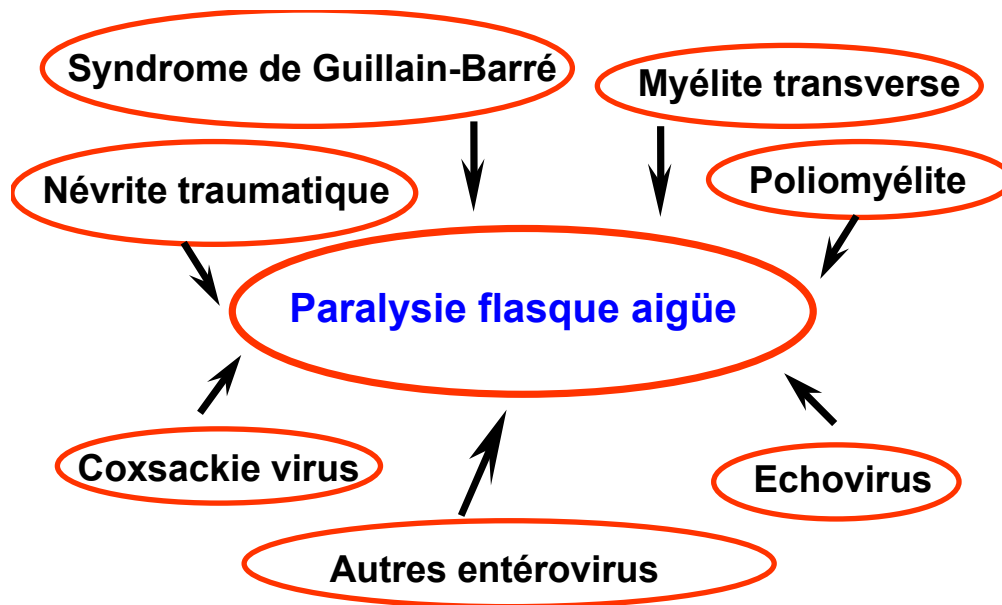 Syndrome de Guillain-Barré
Myélite transverse
Névrite traumatique
Poliomyélite
Paralysie flasque aigüe
Coxsackie virus
Echovirus
Autres entérovirus